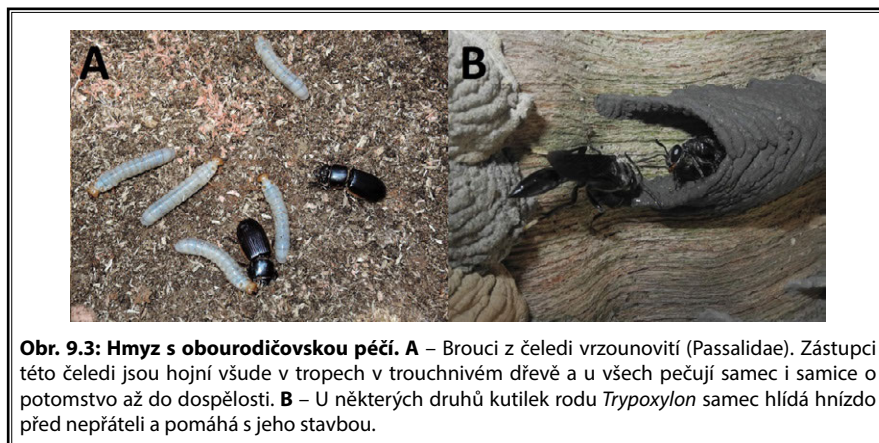 A
B
Obr. 9.3: Hmyz s obourodičovskou péčí. A – Brouci z čeledi vrzounovití (Passalidae). Zástupci
této čeledi jsou hojní všude v tropech v trouchnivém dřevě a u všech pečují samec i samice o
potomstvo až do dospělosti. B – U některých druhů kutilek rodu Trypoxylon samec hlídá hnízdo
před nepřáteli a pomáhá s jeho stavbou.